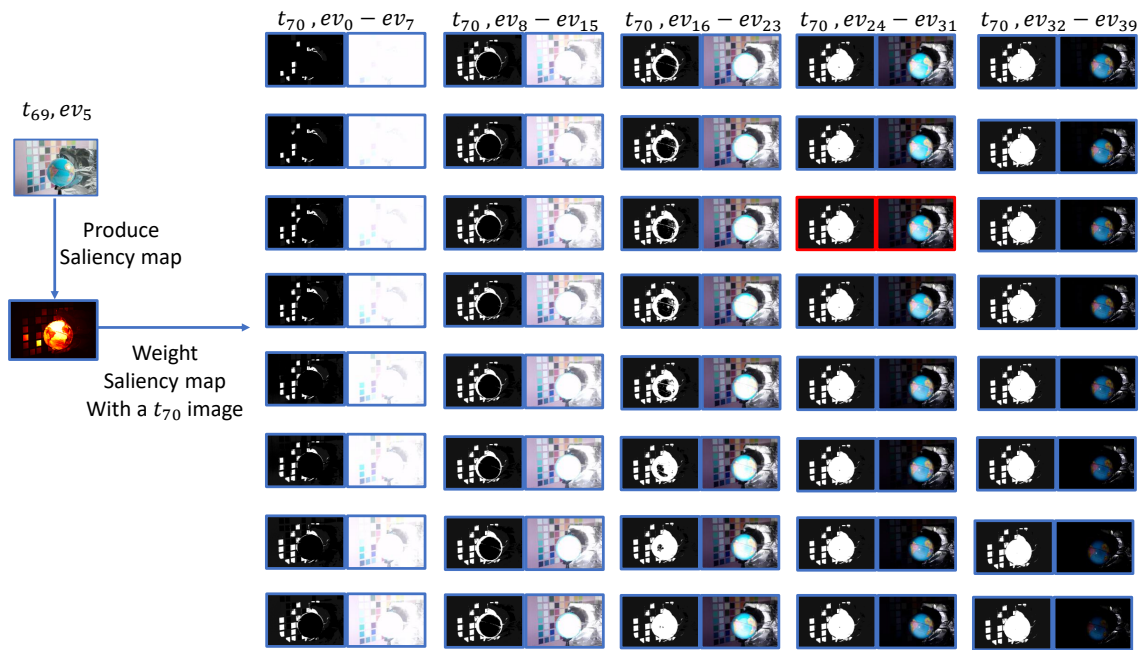 t₇₀ , ev₀ − ev₇
t₇₀ , ev₈ − ev₁₅
t₇₀ , ev₁₆ − ev₂₃
t₇₀ , ev₂₄ − ev₃₁
t₇₀ , ev₃₂ − ev₃₉
t₆₉, ev₅
Produce
Saliency map
Weight
Saliency map
With a t₇₀ image